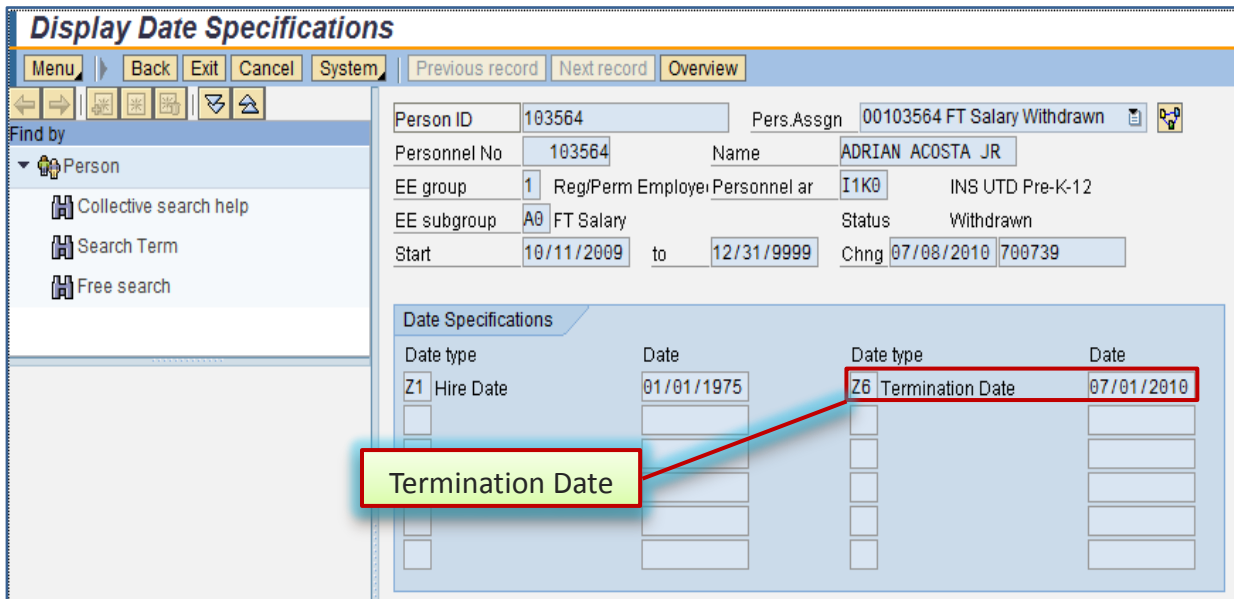 Display Date Specifications
Menu Back Exit Cancel System Previous record Next record Overview
Find by
Person
Collective search help
Search Term
Free search
Person ID 103564 Pers.Assgn 00103564 FT Salary Withdrawn
Personnel No 103564 Name ADRIAN ACOSTA JR
EE group 1 Reg/Perm Employe Personnel ar I1K0 INS UTD Pre-K-12
EE subgroup A0 FT Salary Status Withdrawn
Start 10/11/2009 to 12/31/9999 Chng 07/08/2010 700739
Date Specifications
Date type Date Date type Date
Z1 Hire Date 01/01/1975 Z6 Termination Date 07/01/2010
Termination Date